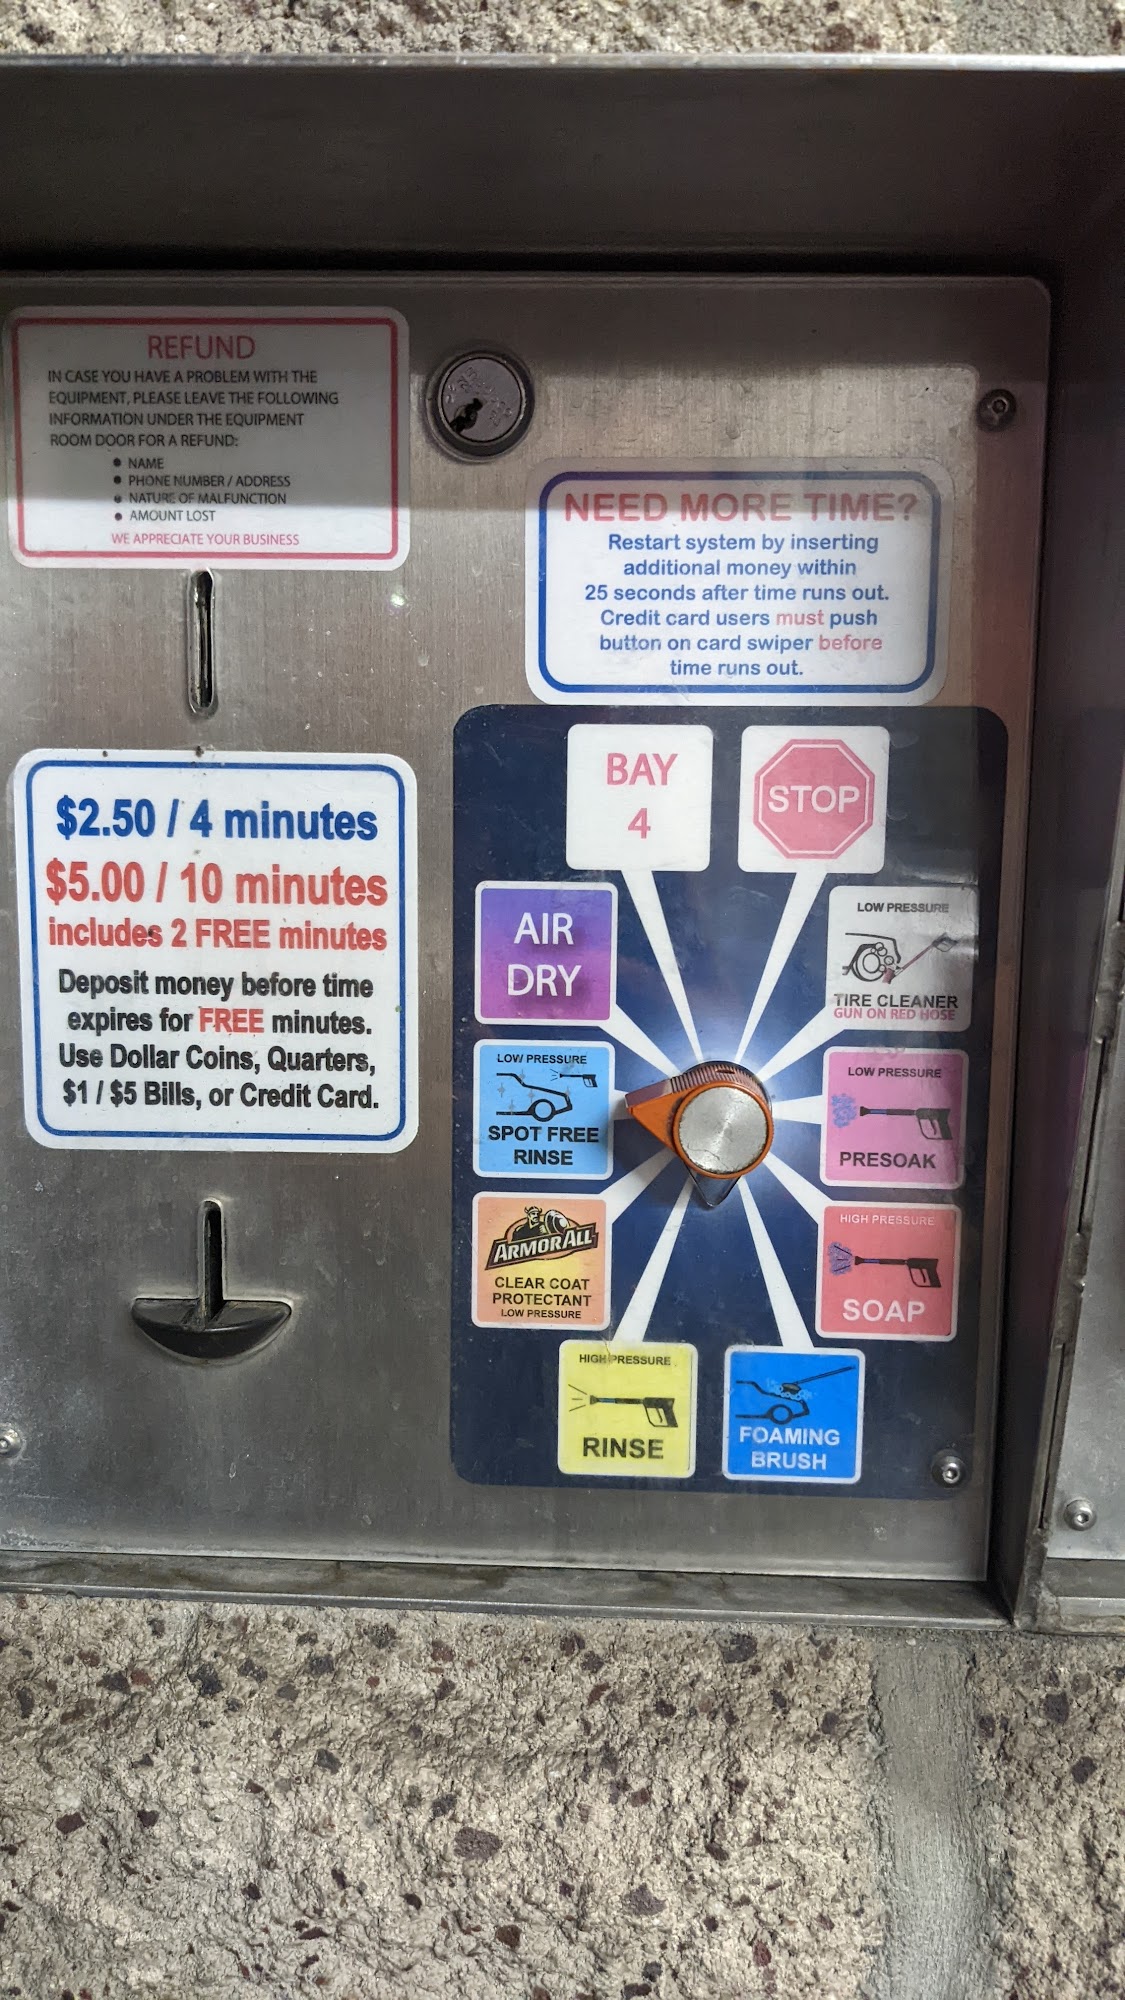 REFUND
IN CASE YOU HAVE A PROBLEM WITH THE
EQUIPMENT, PLEASE LEAVE THE FOLLOWING
INFORMATION UNDER THE EQUIPMENT
ROOM DOOR FOR A REFUND:
• NAME
• PHONE NUMBER / ADDRESS
• NATURE OF MALFUNCTION
• AMOUNT LOST
WE APPRECIATE YOUR BUSINESS
NEED MORE TIME?
Restart system by inserting
additional money within
25 seconds after time runs out.
Credit card users must push
button on card swiper before
time runs out.
$2.50 / 4 minutes
$5.00 / 10 minutes
includes 2 FREE minutes
Deposit money before time
expires for FREE minutes.
Use Dollar Coins, Quarters,
$1 / $5 Bills, or Credit Card.
BAY
4
STOP
LOW PRESSURE
TIRE CLEANER
GUN ON RED HOSE
LOW PRESSURE
PRESOAK
HIGH PRESSURE
SOAP
FOAMING
BRUSH
HIGH PRESSURE
RINSE
ARMOR ALL
CLEAR COAT
PROTECTANT
LOW PRESSURE
LOW PRESSURE
SPOT FREE
RINSE
AIR
DRY